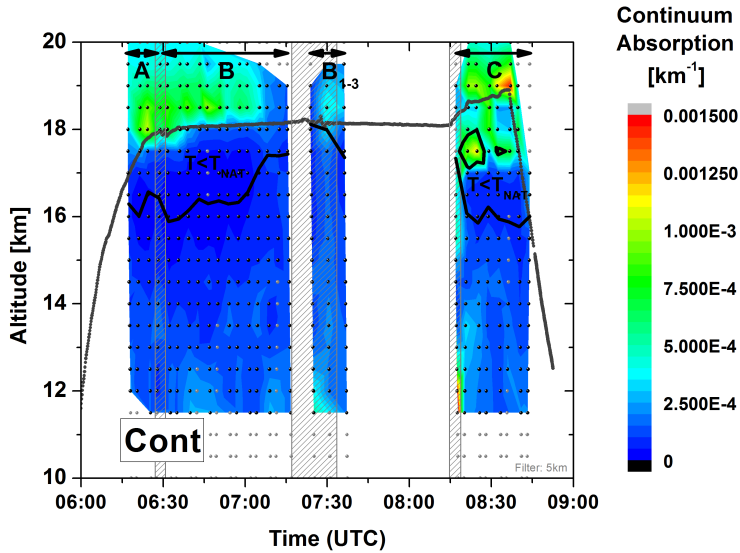 Continuum
Absorption
[km⁻¹]
0.001500
0.001250
1.000E-3
7.500E-4
5.000E-4
2.500E-4
0
A B B₁₋₃ C
T<T_NAT
T<T_NAT
Cont
Filter: 5km
20
18
16
14
12
10
Altitude [km]
06:00 06:30 07:00 07:30 08:00 08:30 09:00
Time (UTC)